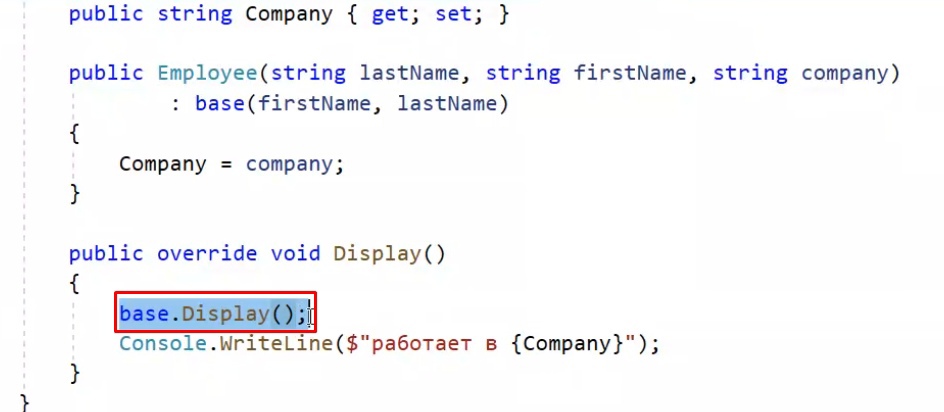 public string Company { get; set; }
public Employee(string lastName, string firstName, string company)
: base(firstName, lastName)
{
Company = company;
}
public override void Display()
{
base.Display();
Console.WriteLine($"работает в {Company}");
}
}